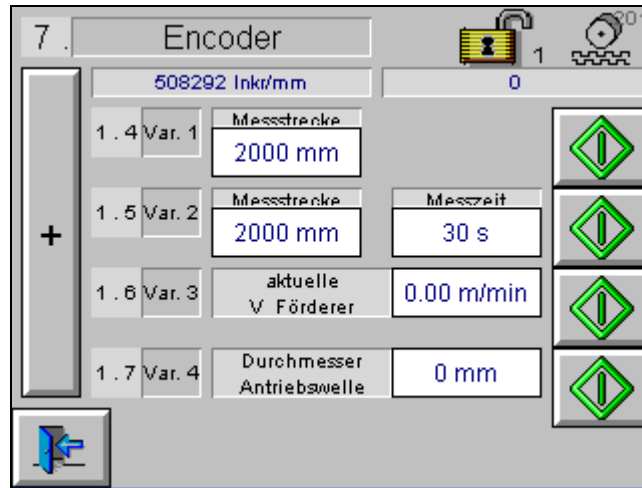 7 . Encoder 1 201
508292 Inkr/mm 0
Messstrecke
1 . 4 Var. 1 2000 mm
Messstrecke Messzeit
1 . 5 Var. 2 2000 mm 30 s
+
1 . 6 Var. 3 aktuelle V Förderer 0.00 m/min
1 . 7 Var. 4 Durchmesser Antriebswelle 0 mm